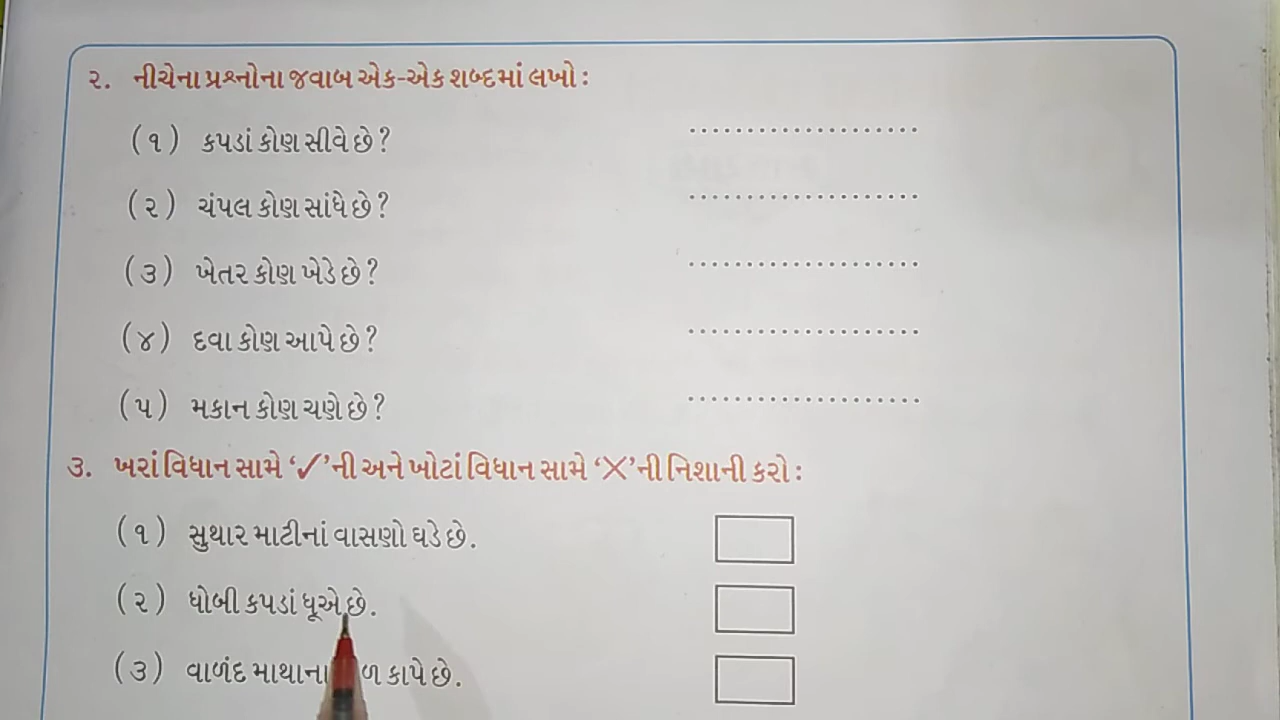 ૨. નીચેના પ્રશ્નોના જવાબ એક-એક શબ્દમાં લખો :
(૧) કપડાં કોણ સીવે છે ? ....................
(૨) ચંપલ કોણ સાંધે છે ? ....................
(૩) ખેતર કોણ ખેડે છે ? ....................
(૪) દવા કોણ આપે છે ? ....................
(૫) મકાન કોણ ચણે છે ? ....................
૩. ખરાં વિધાન સામે ‘✓’ની અને ખોટાં વિધાન સામે ‘X’ની નિશાની કરો :
(૧) સુથાર માટીનાં વાસણો ઘડે છે.
(૨) ધોબી કપડાં ધૂએ છે.
(૩) વાળંદ માથાના કાપે છે.